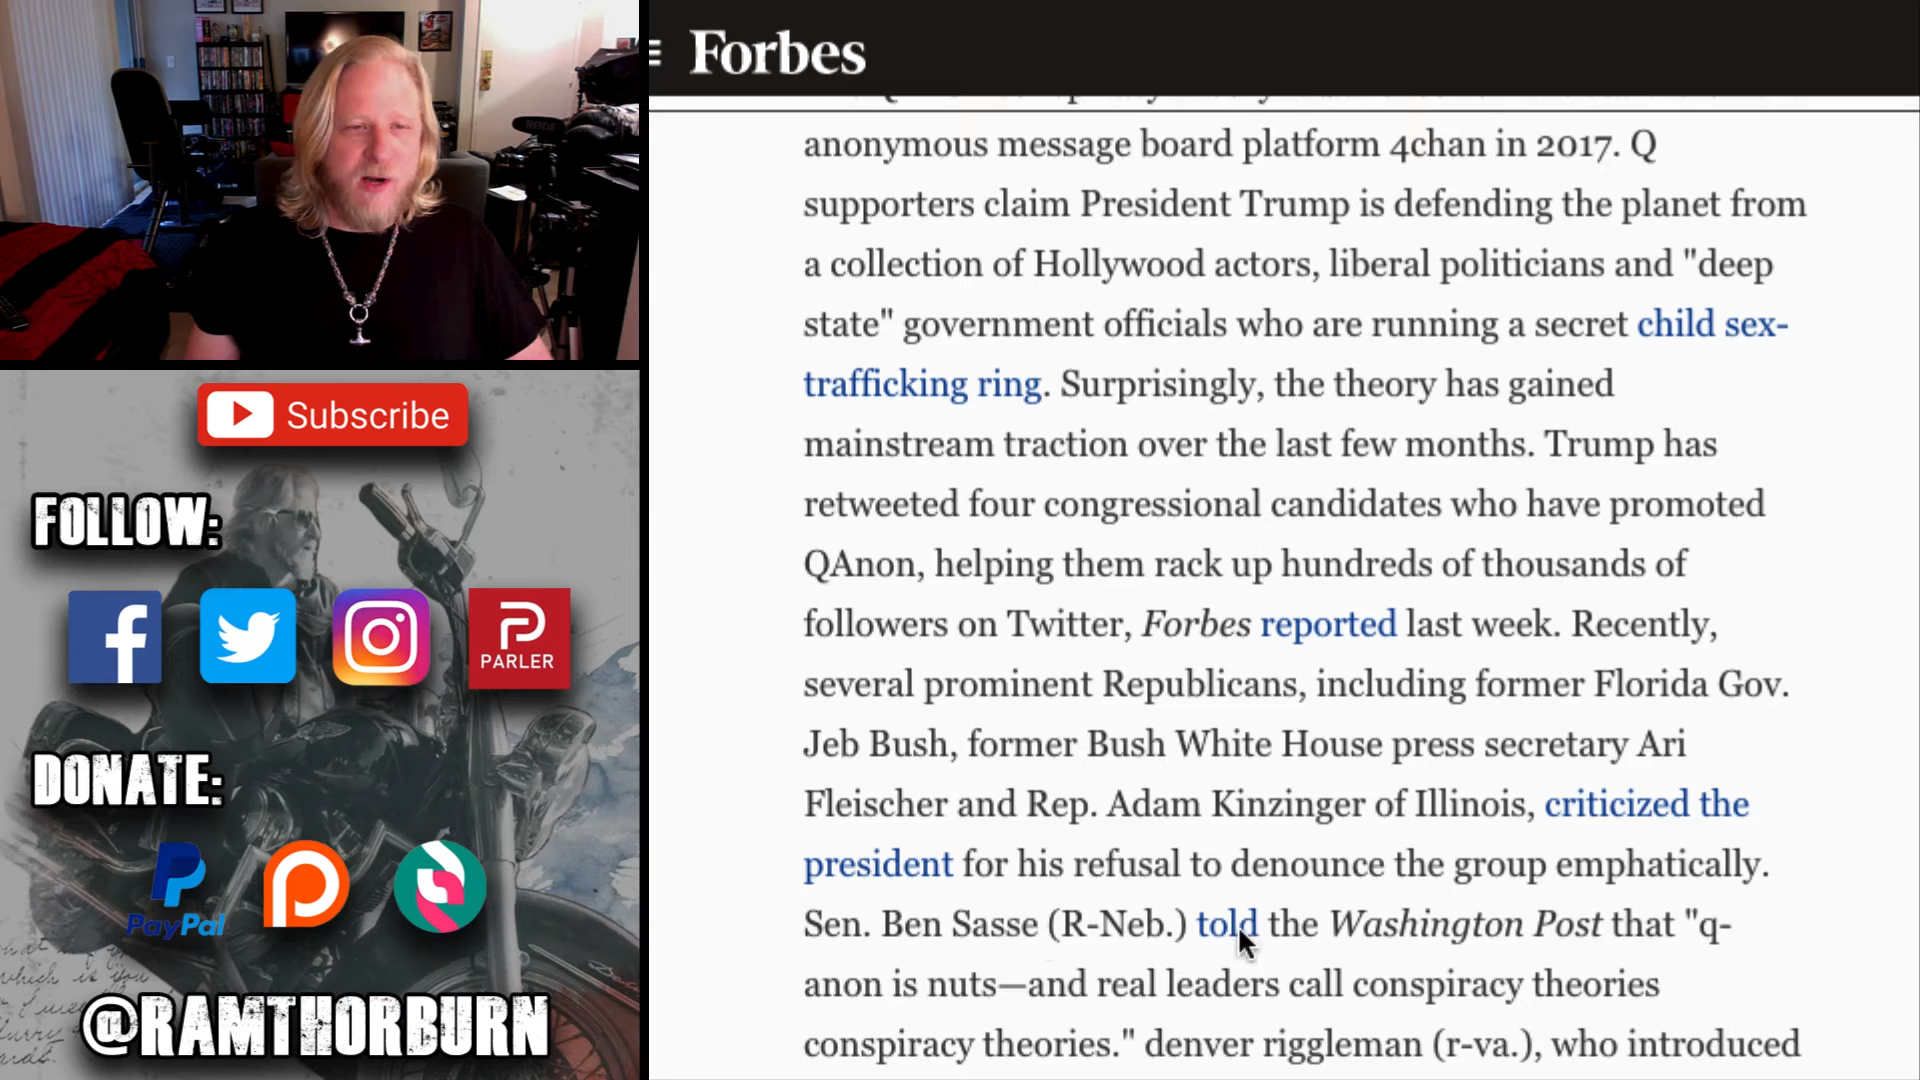 Forbes
anonymous message board platform 4chan in 2017. Q
supporters claim President Trump is defending the planet from
a collection of Hollywood actors, liberal politicians and "deep
state" government officials who are running a secret child sex-
trafficking ring. Surprisingly, the theory has gained
mainstream traction over the last few months. Trump has
retweeted four congressional candidates who have promoted
QAnon, helping them rack up hundreds of thousands of
followers on Twitter, Forbes reported last week. Recently,
several prominent Republicans, including former Florida Gov.
Jeb Bush, former Bush White House press secretary Ari
Fleischer and Rep. Adam Kinzinger of Illinois, criticized the
president for his refusal to denounce the group emphatically.
Sen. Ben Sasse (R-Neb.) told the Washington Post that "q-
anon is nuts—and real leaders call conspiracy theories
conspiracy theories." denver riggleman (r-va.), who introduced
RODE
Subscribe
FOLLOW:
PARLER
DONATE:
PayPal
@RAMTHORBURN